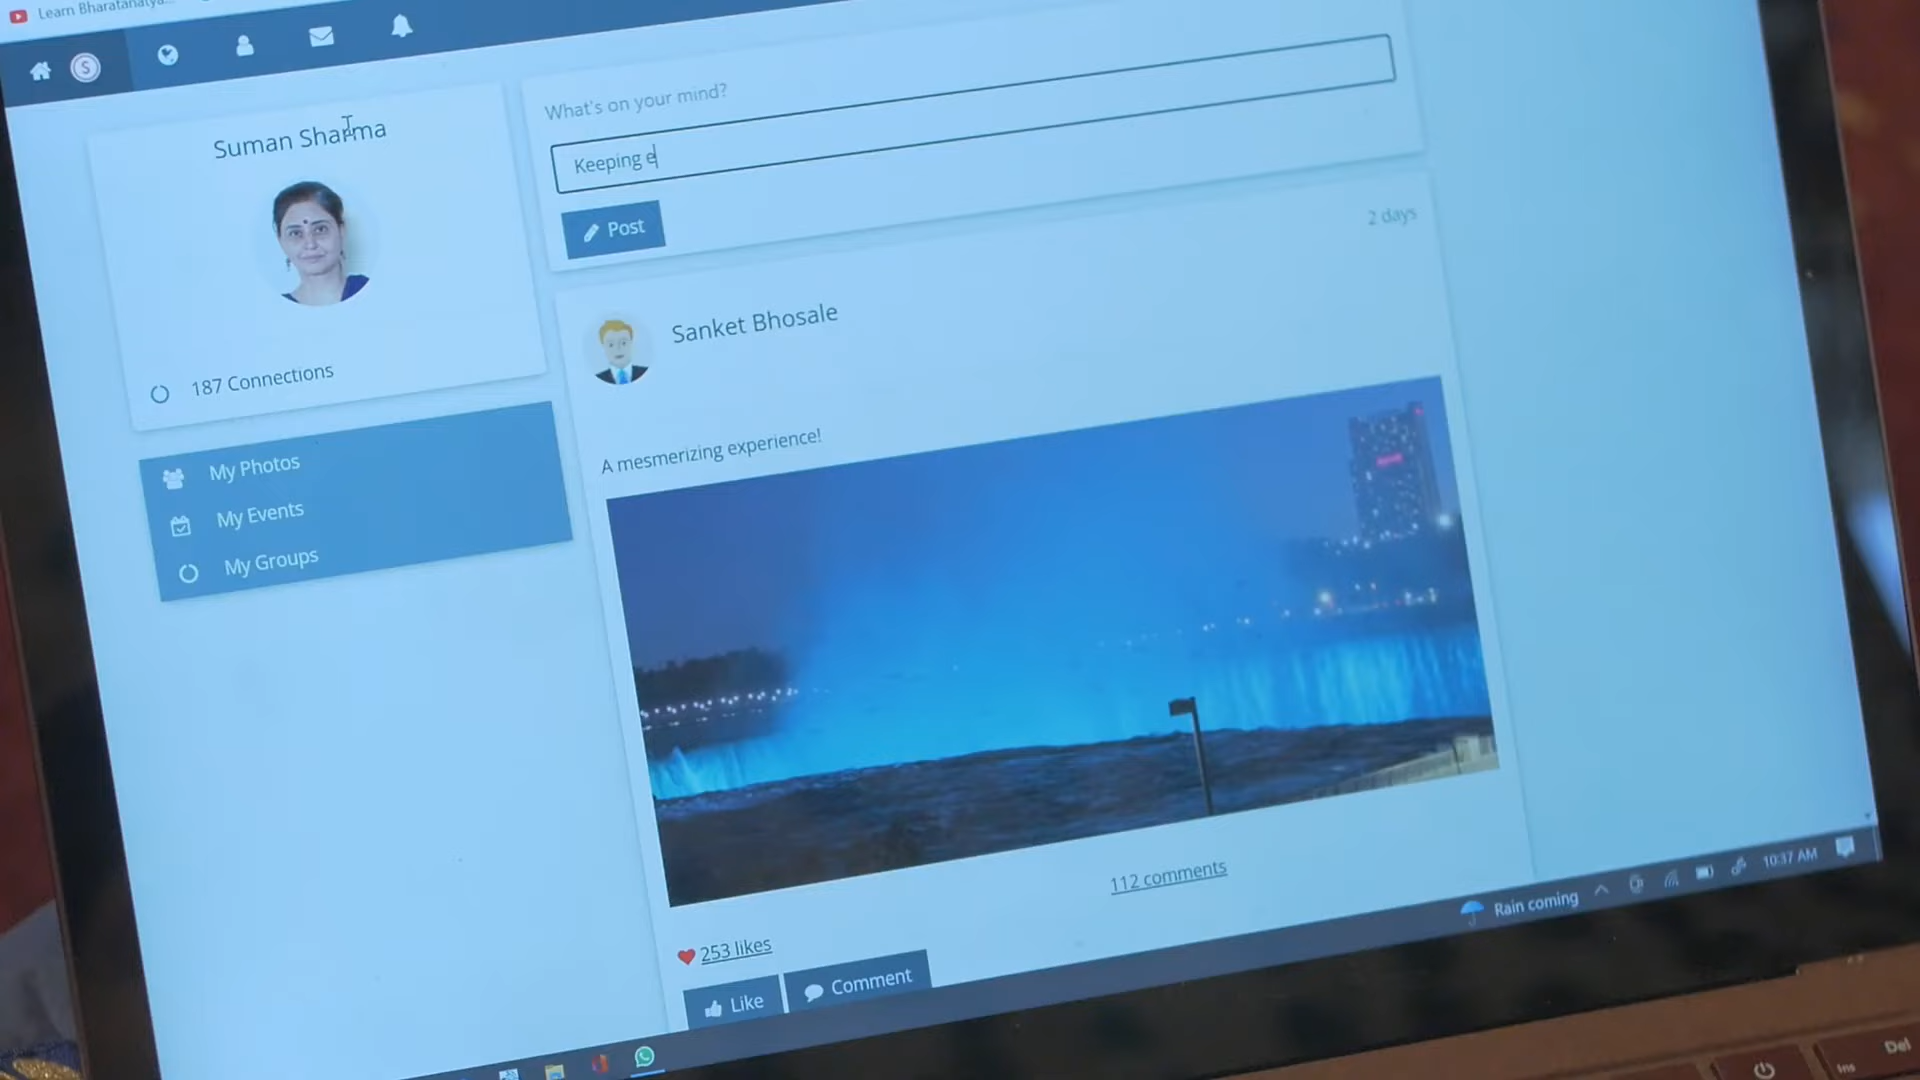 Learn Bharatanatya...
S
What's on your mind?
Suman Sharma
Keeping e
Post
2 days
Sanket Bhosale
187 Connections
A mesmerizing experience!
My Photos
My Events
My Groups
112 comments
253 likes
Like
Comment
Rain coming
10:37 AM
Ins
Del